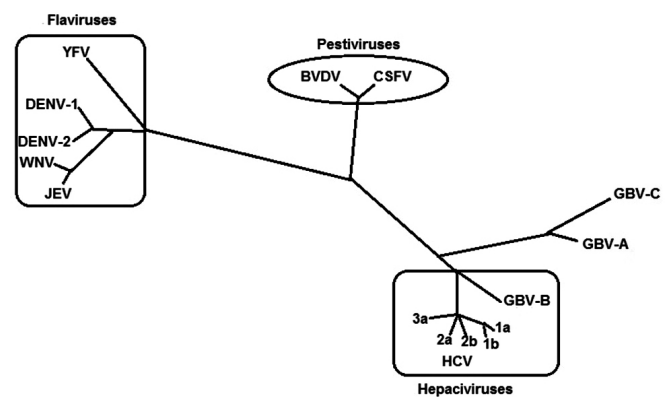 Flaviruses
YFV
DENV-1
DENV-2
WNV
JEV
Pestiviruses
BVDV CSFV
GBV-C
GBV-A
GBV-B
3a
2a 2b 1b 1a
HCV
Hepaciviruses